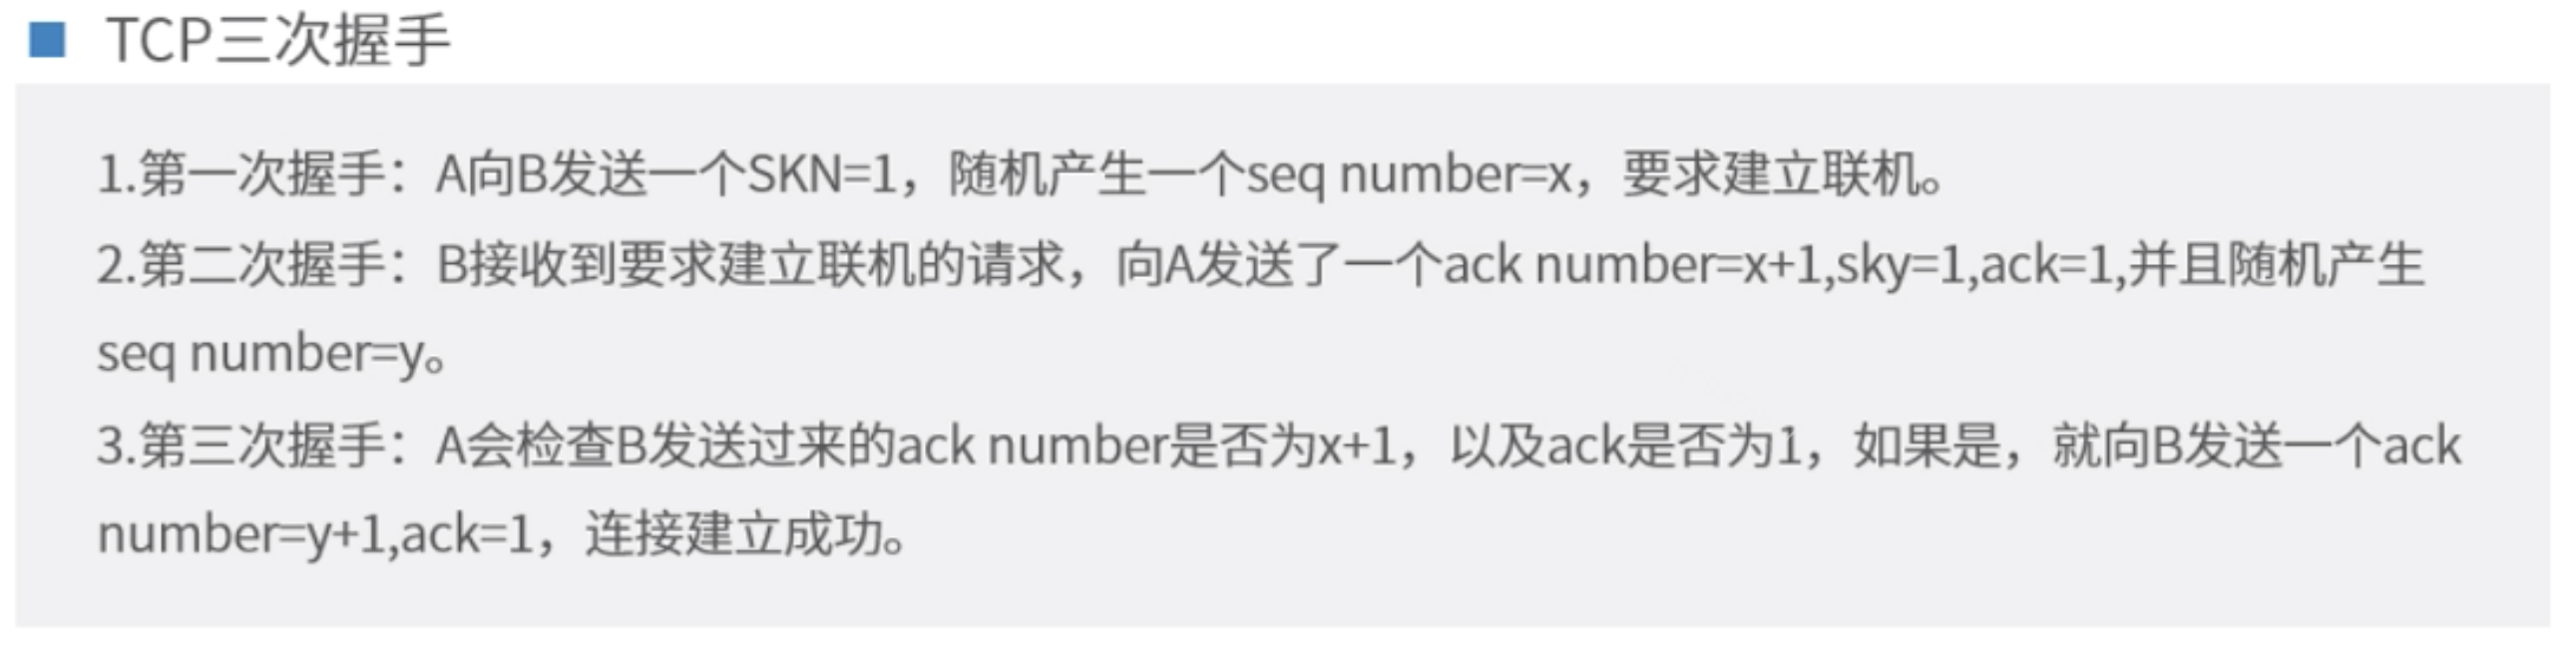 TCP三次握手
1.第一次握手：A向B发送一个SKN=1，随机产生一个seq number=x，要求建立联机。
2.第二次握手：B接收到要求建立联机的请求，向A发送了一个ack number=x+1,sky=1,ack=1,并且随机产生
seq number=y。
3.第三次握手：A会检查B发送过来的ack number是否为x+1，以及ack是否为1，如果是，就向B发送一个ack
number=y+1,ack=1，连接建立成功。